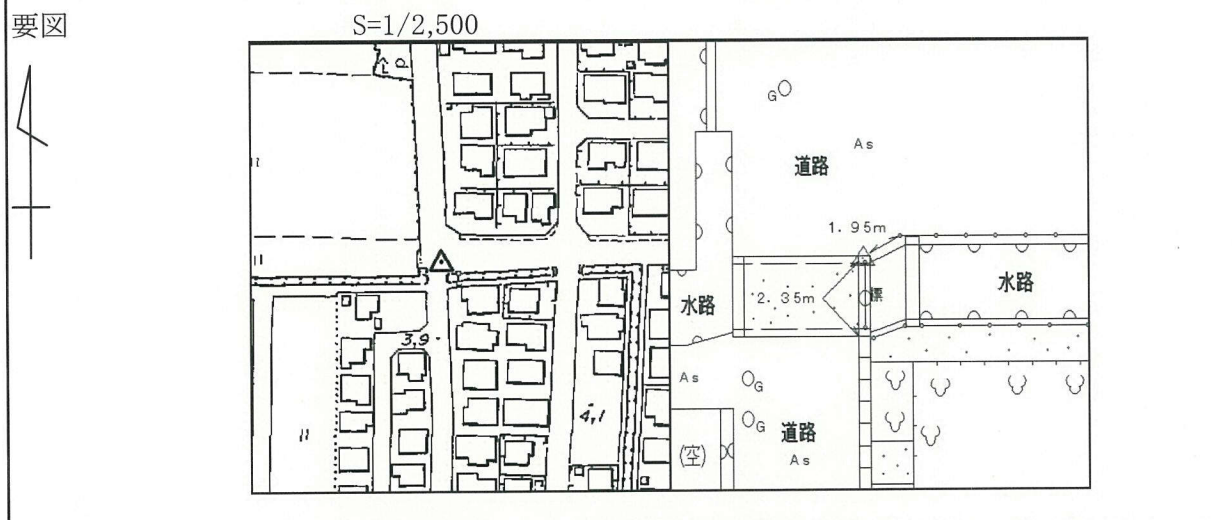 要図
S=1/2,500
3.9
4.1
G
As
道路
1.95m
水路
2.35m
標
水路
As
G
G
道路
As
(空)